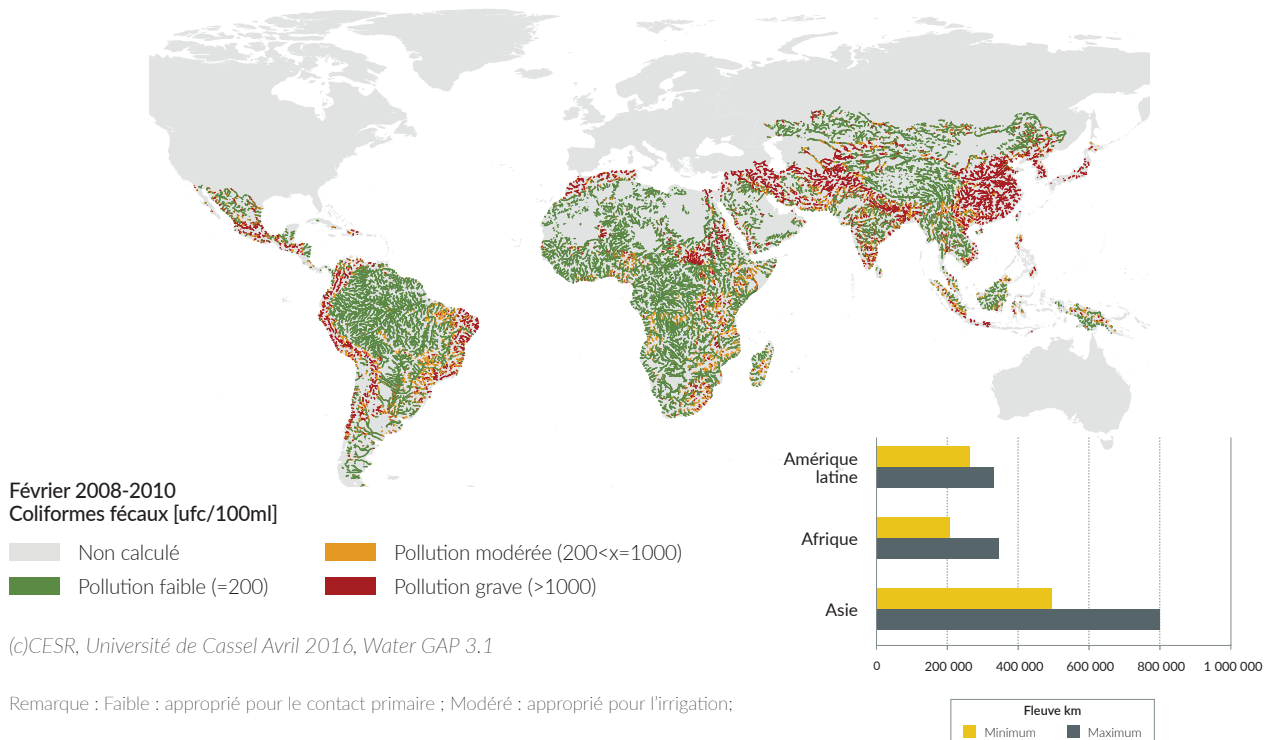 Février 2008-2010
Coliformes fécaux [ufc/100ml]
Non calculé
Pollution modérée (200<x=1000)
Pollution faible (=200)
Pollution grave (>1000)
(c)CESR, Université de Cassel Avril 2016, Water GAP 3.1
Remarque : Faible : approprié pour le contact primaire ; Modéré : approprié pour l'irrigation;
Amérique
latine
Afrique
Asie
0 200 000 400 000 600 000 800 000 1 000 000
Fleuve km
Minimum Maximum